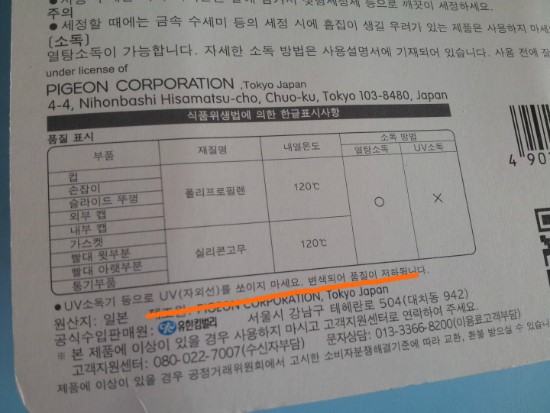 주의
● 세정할 때에는 금속 수세미 등의 세정 시에 흠집이 생길 우려가 있는 제품은 사용하지 마세
[소독]
열탕소독이 가능합니다. 자세한 소독 방법은 사용설명서에 기재되어 있습니다. 사용 전에 잘
under license of
PIGEON CORPORATION ,Tokyo Japan
4-4, Nihonbashi Hisamatsu-cho, Chuo-ku, Tokyo 103-8480, Japan
식품위생법에 의한 한글표시사항
품질 표시
부품 재질명 내열온도 소독 방법
열탕소독 UV소독
컵
손잡이
슬라이드 뚜껑
외부 캡
내부 캡
폴리프로필렌 120℃
가스켓
빨대 윗부분
빨대 아랫부분
통기부품
실리콘고무 120℃
○ ×
● UV소독기 등으로 UV(자외선)를 쏘이지 마세요. 변색되어 품질이 저하됩니다.
PIGEON CORPORATION, Tokyo Japan
원산지: 일본
공식수입판매원: 유한킴벌리 서울시 강남구 테헤란로 504(대치동 942)
※ 본 제품에 이상이 있을 경우 사용하지 마시고 고객지원센터로 연락하여 주세요.
고객지원센터: 080-022-7007(수신자부담) 문자상담: 013-3366-8200(이용료고객부담)
제품에 이상이 있을 경우 공정거래위원회에서 고시한 소비자분쟁해결기준에 따라 교환, 환불 받으실 수 있습니
4 90